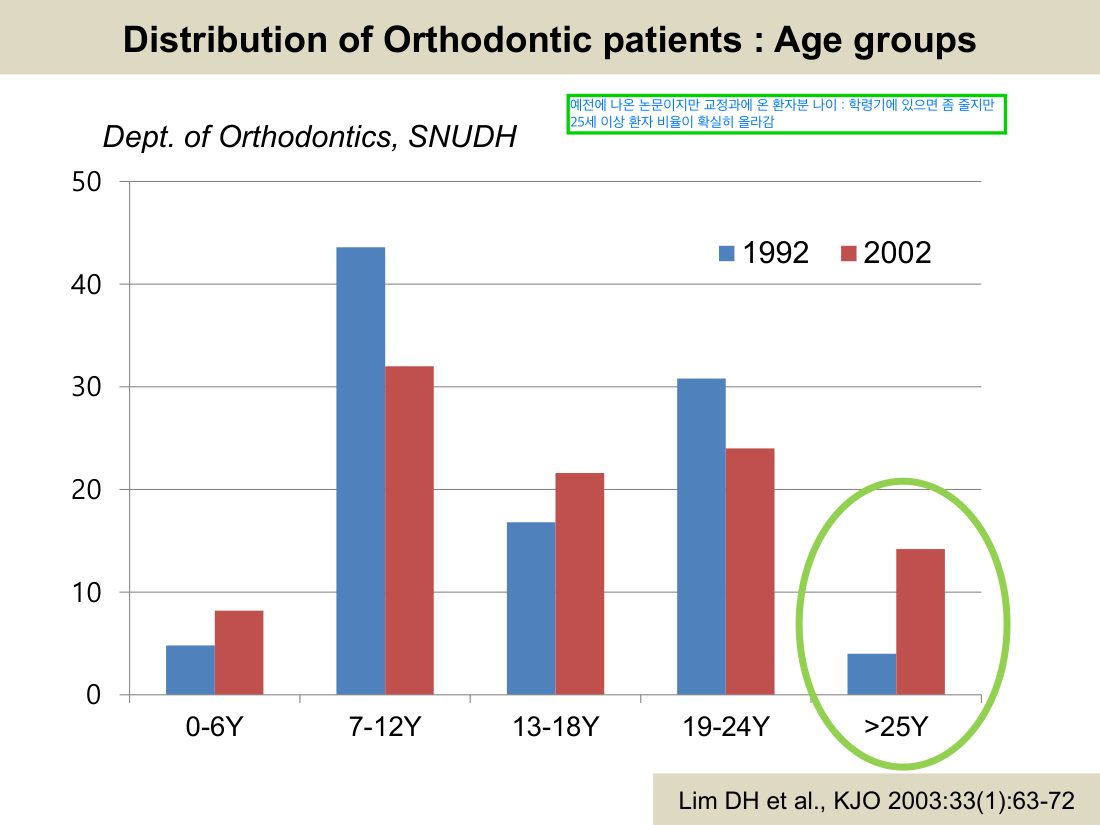 Distribution of Orthodontic patients : Age groups
예전에 나온 논문이지만 교정과에 온 환자분 나이 : 학령기에 있으면 좀 줄지만
25세 이상 환자 비율이 확실히 올라감
Dept. of Orthodontics, SNUDH
50
40
30
20
10
0
1992 2002
0-6Y 7-12Y 13-18Y 19-24Y >25Y
Lim DH et al., KJO 2003:33(1):63-72